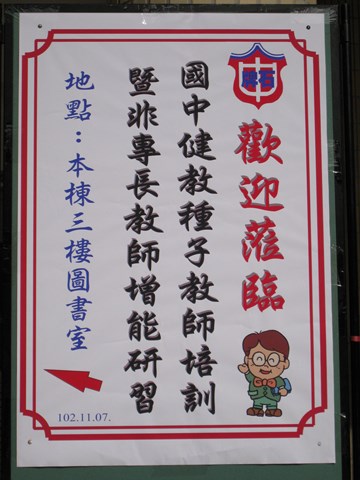 歡迎蒞臨
國中健教種子教師培訓
暨非專長教師增能研習
地點：本棟三樓圖書室
102.11.07.